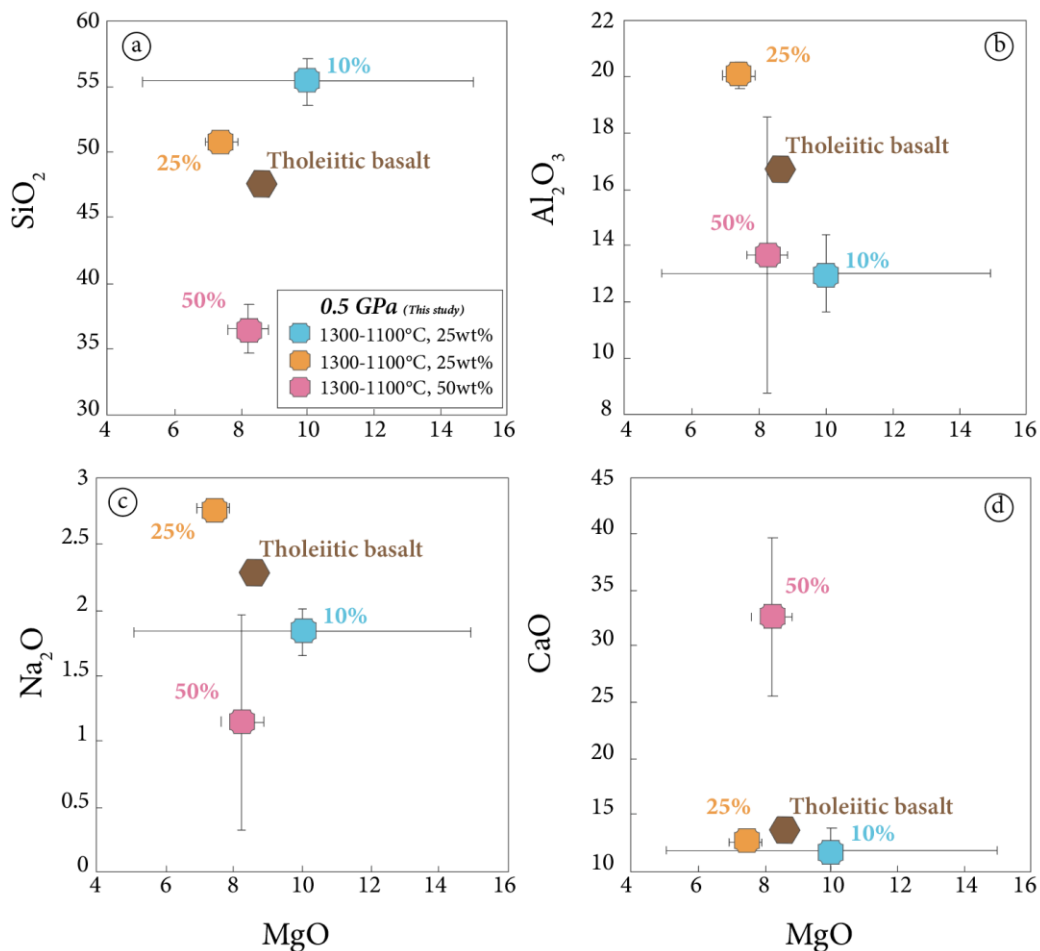 a
60
55
50
45
40
35
30
SiO2
10%
25%
Tholeiitic basalt
50%
0.5 GPa (This study)
1300-1100°C, 25wt%
1300-1100°C, 25wt%
1300-1100°C, 50wt%
4 6 8 10 12 14 16
b
22
20
18
16
14
12
10
8
Al2O3
25%
Tholeiitic basalt
50%
10%
4 6 8 10 12 14 16
c
3
2.5
2
1.5
1
0.5
0
Na2O
25%
Tholeiitic basalt
10%
50%
4 6 8 10 12 14 16
MgO
d
45
40
35
30
25
20
15
10
CaO
50%
25%
Tholeiitic basalt
10%
4 6 8 10 12 14 16
MgO